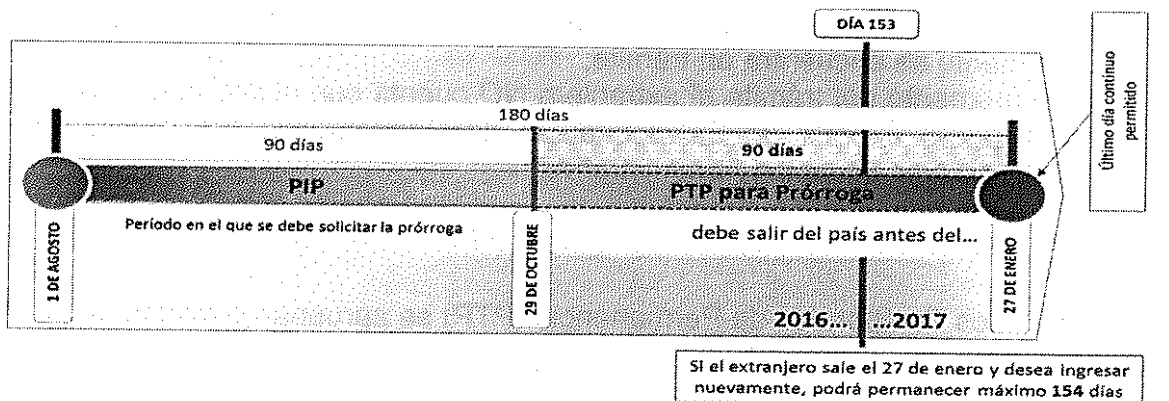 DÍA 153
180 días
90 días
90 días
PIP
PTP para Prórroga
Período en el que se debe solicitar la prórroga
debe salir del país antes del...
1 DE AGOSTO
29 DE OCTUBRE
27 DE ENERO
Último día contínuo
permitido
2016...
...2017
Si el extranjero sale el 27 de enero y desea ingresar
nuevamente, podrá permanecer máximo 154 días